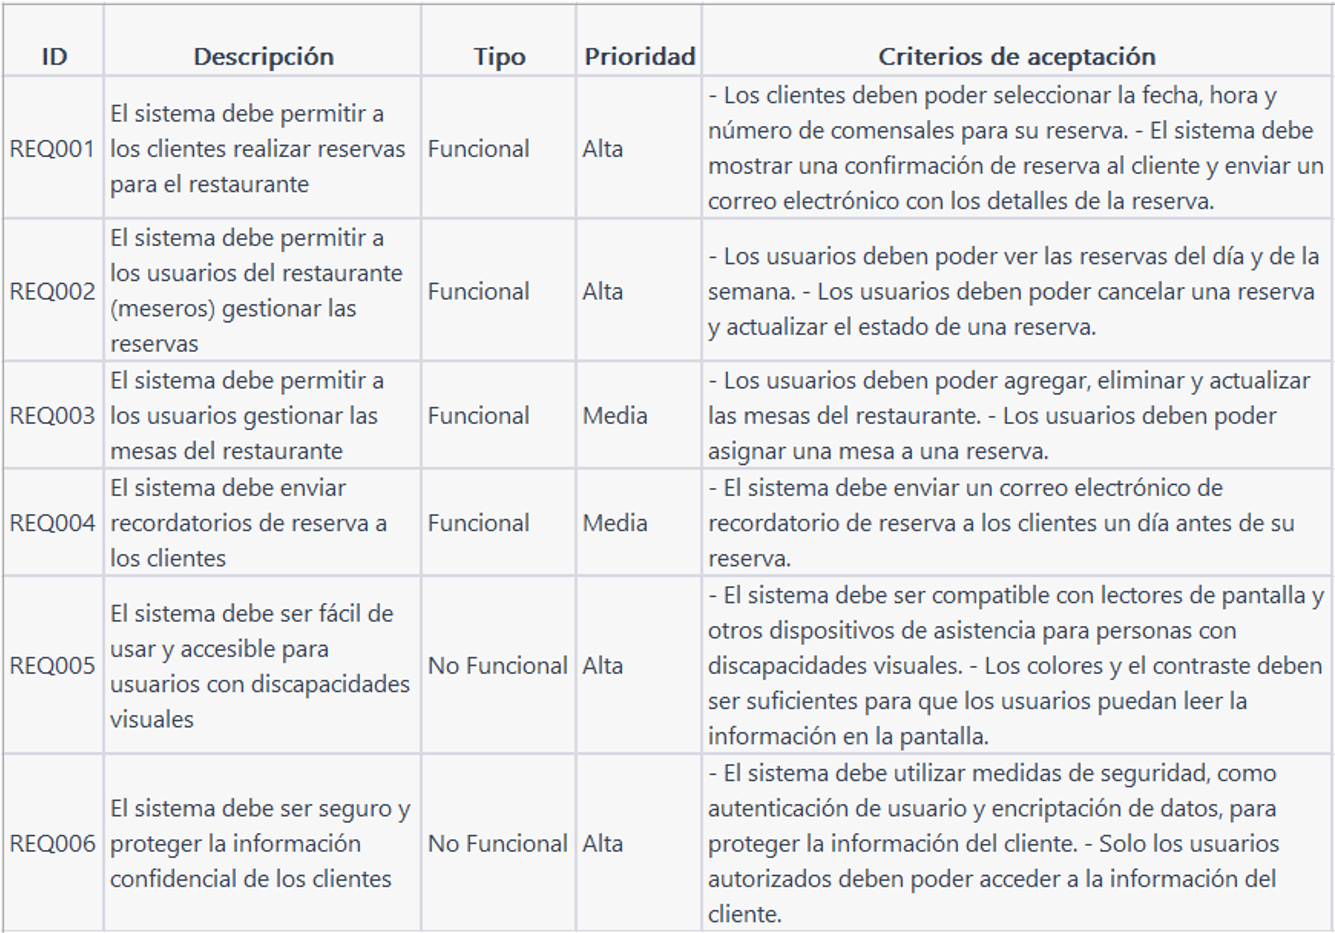 ID Descripción Tipo Prioridad Criterios de aceptación
REQ001
El sistema debe permitir a
los clientes realizar reservas
para el restaurante
Funcional
Alta
- Los clientes deben poder seleccionar la fecha, hora y
número de comensales para su reserva. - El sistema debe
mostrar una confirmación de reserva al cliente y enviar un
correo electrónico con los detalles de la reserva.
REQ002
El sistema debe permitir a
los usuarios del restaurante
(meseros) gestionar las
reservas
Funcional
Alta
- Los usuarios deben poder ver las reservas del día y de la
semana. - Los usuarios deben poder cancelar una reserva
y actualizar el estado de una reserva.
REQ003
El sistema debe permitir a
los usuarios gestionar las
mesas del restaurante
Funcional
Media
- Los usuarios deben poder agregar, eliminar y actualizar
las mesas del restaurante. - Los usuarios deben poder
asignar una mesa a una reserva.
REQ004
El sistema debe enviar
recordatorios de reserva a
los clientes
Funcional
Media
- El sistema debe enviar un correo electrónico de
recordatorio de reserva a los clientes un día antes de su
reserva.
REQ005
El sistema debe ser fácil de
usar y accesible para
usuarios con discapacidades
visuales
No Funcional
Alta
- El sistema debe ser compatible con lectores de pantalla y
otros dispositivos de asistencia para personas con
discapacidades visuales. - Los colores y el contraste deben
ser suficientes para que los usuarios puedan leer la
información en la pantalla.
REQ006
El sistema debe ser seguro y
proteger la información
confidencial de los clientes
No Funcional
Alta
- El sistema debe utilizar medidas de seguridad, como
autenticación de usuario y encriptación de datos, para
proteger la información del cliente. - Solo los usuarios
autorizados deben poder acceder a la información del
cliente.